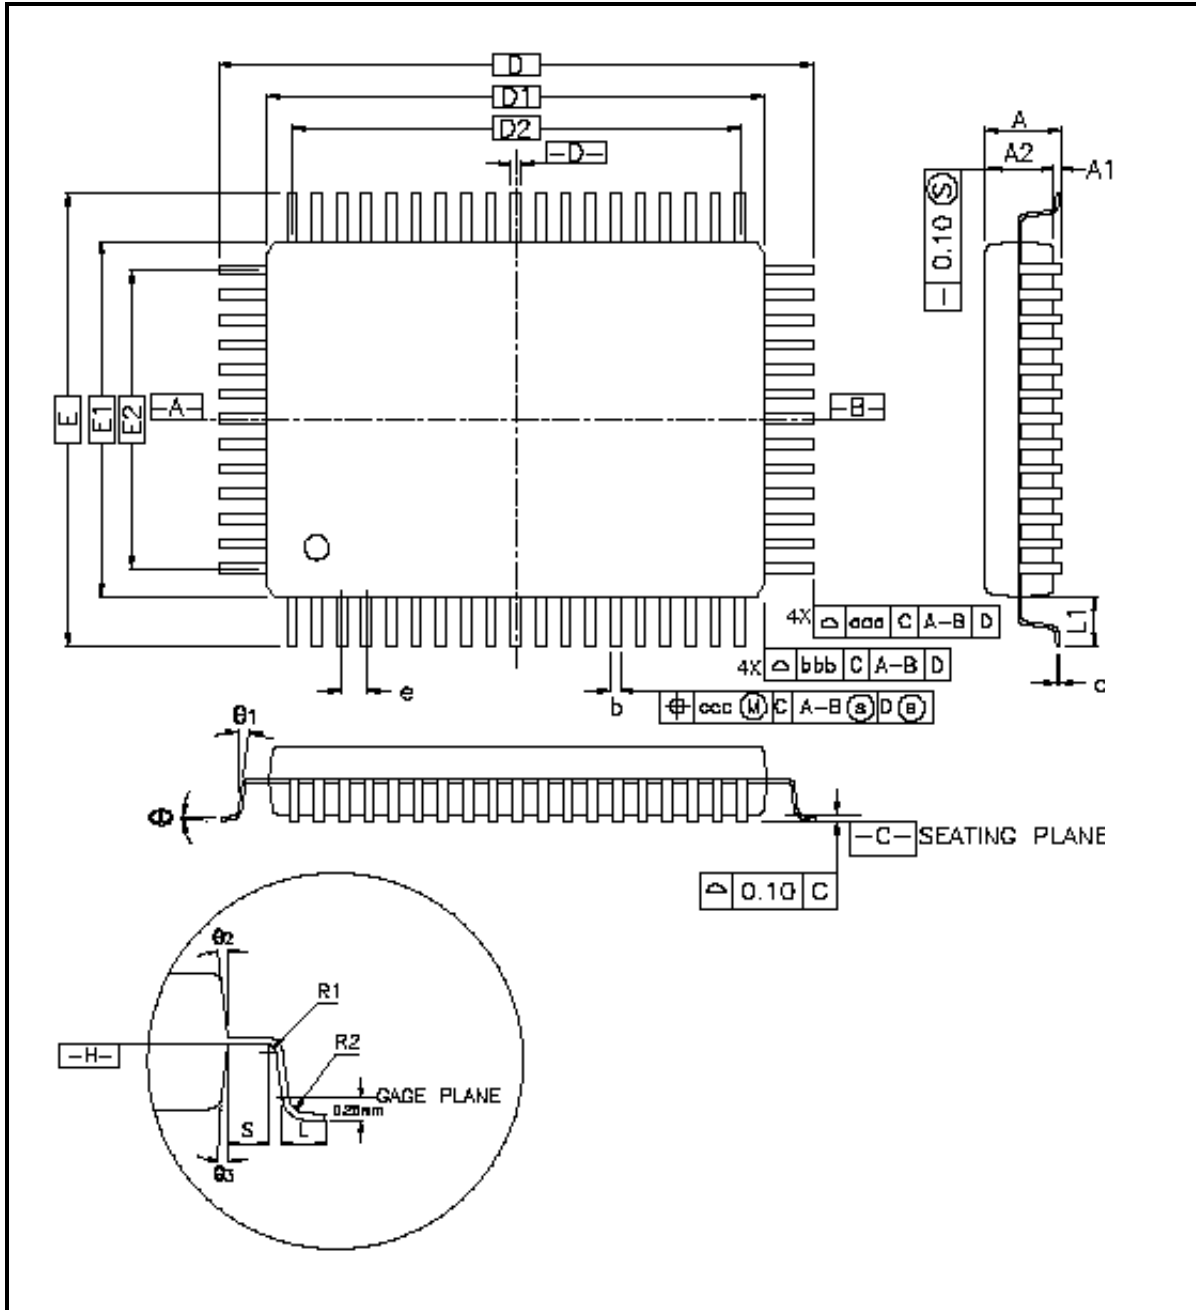 D
D1
D2
-D-
A
A2
A1
0.10 S
E
E1
E2
-A-
-B-
4X aaa C A-B D
L1
4X bbb C A-B D
e
b
ccc M C A-B S D S
c
θ1
Φ
-C- SEATING PLANE
0.10 C
θ2
R1
-H-
R2
GAGE PLANE
S
L
θ3